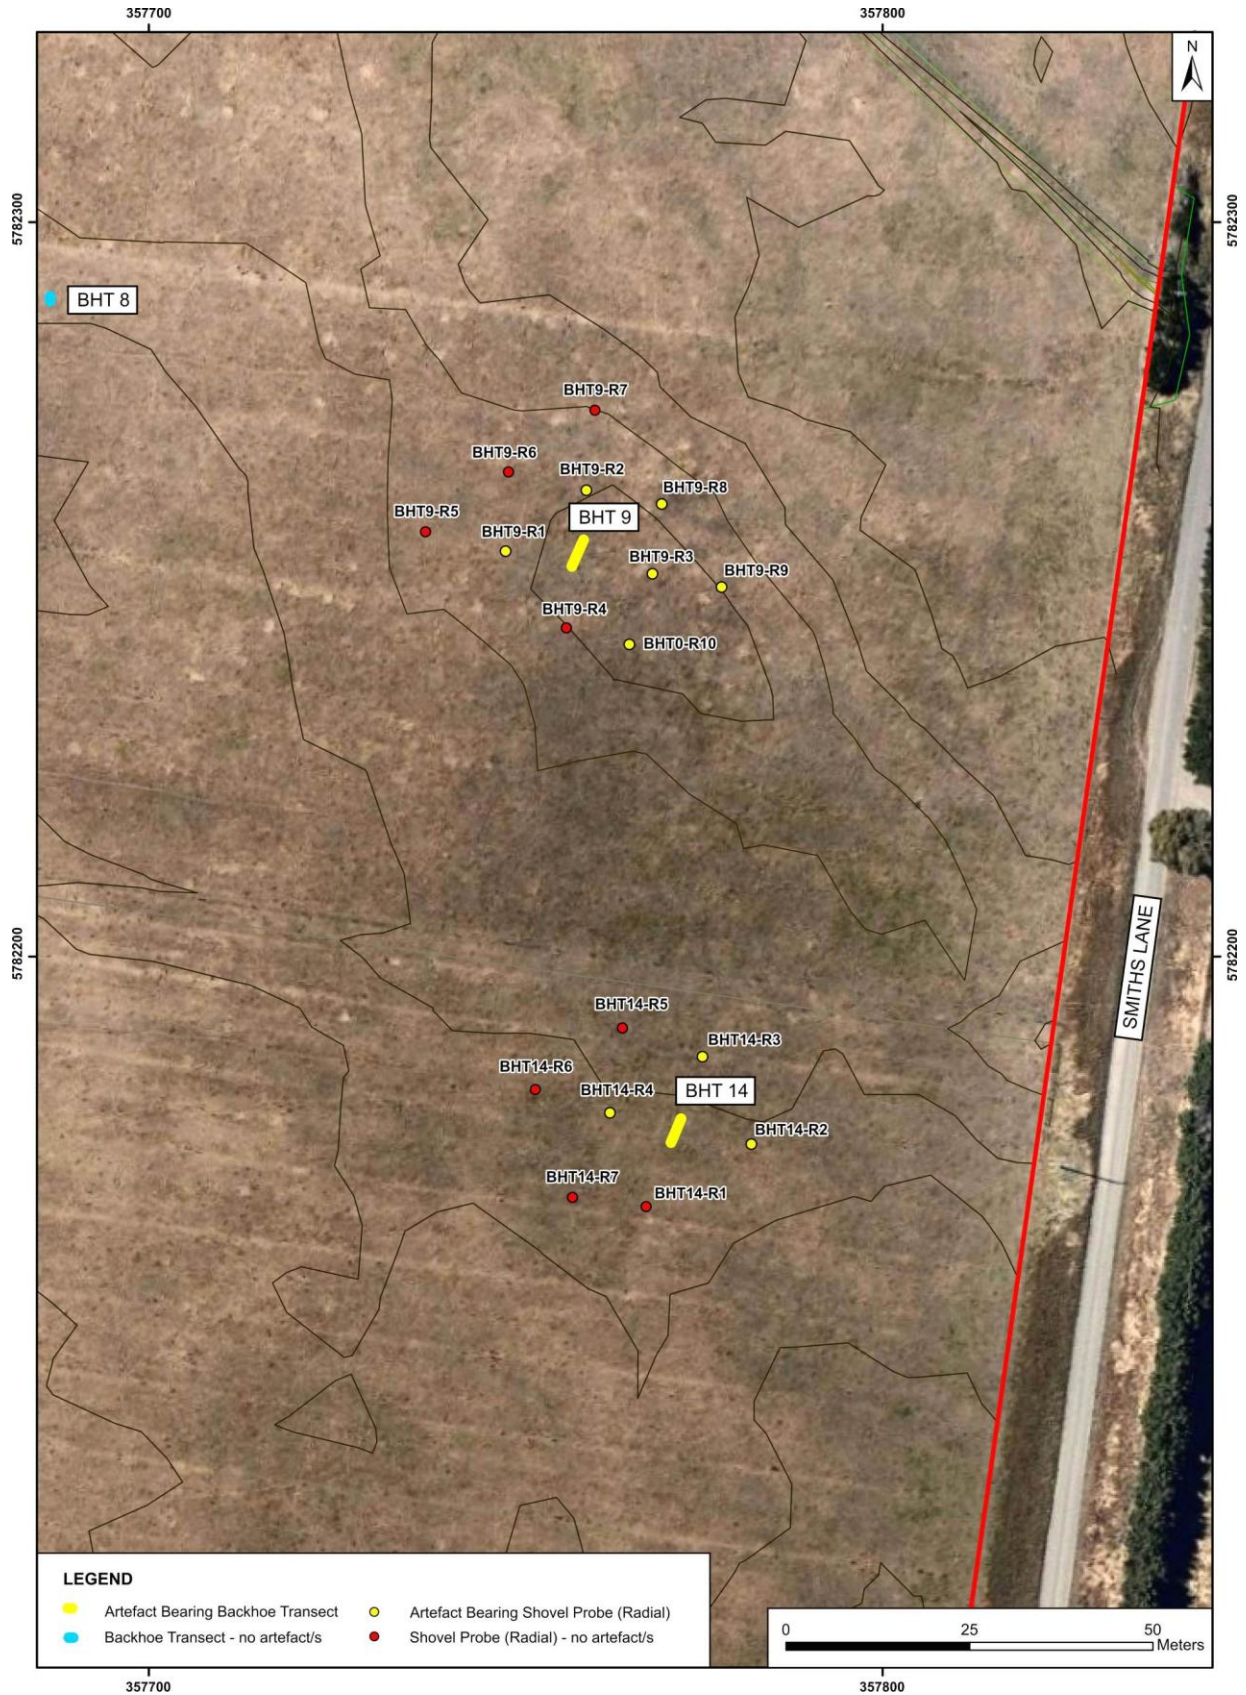 357700
357800
N
5782300
5782300
BHT 8
BHT9-R7
BHT9-R6
BHT9-R2
BHT9-R8
BHT9-R5
BHT 9
BHT9-R1
BHT9-R3
BHT9-R9
BHT9-R4
BHT0-R10
5782200
5782200
SMITHS LANE
BHT14-R5
BHT14-R3
BHT14-R6
BHT14-R4
BHT 14
BHT14-R2
BHT14-R7
BHT14-R1
LEGEND
Artefact Bearing Backhoe Transect
Artefact Bearing Shovel Probe (Radial)
Backhoe Transect - no artefact/s
Shovel Probe (Radial) - no artefact/s
0
25
50
Meters
357700
357800